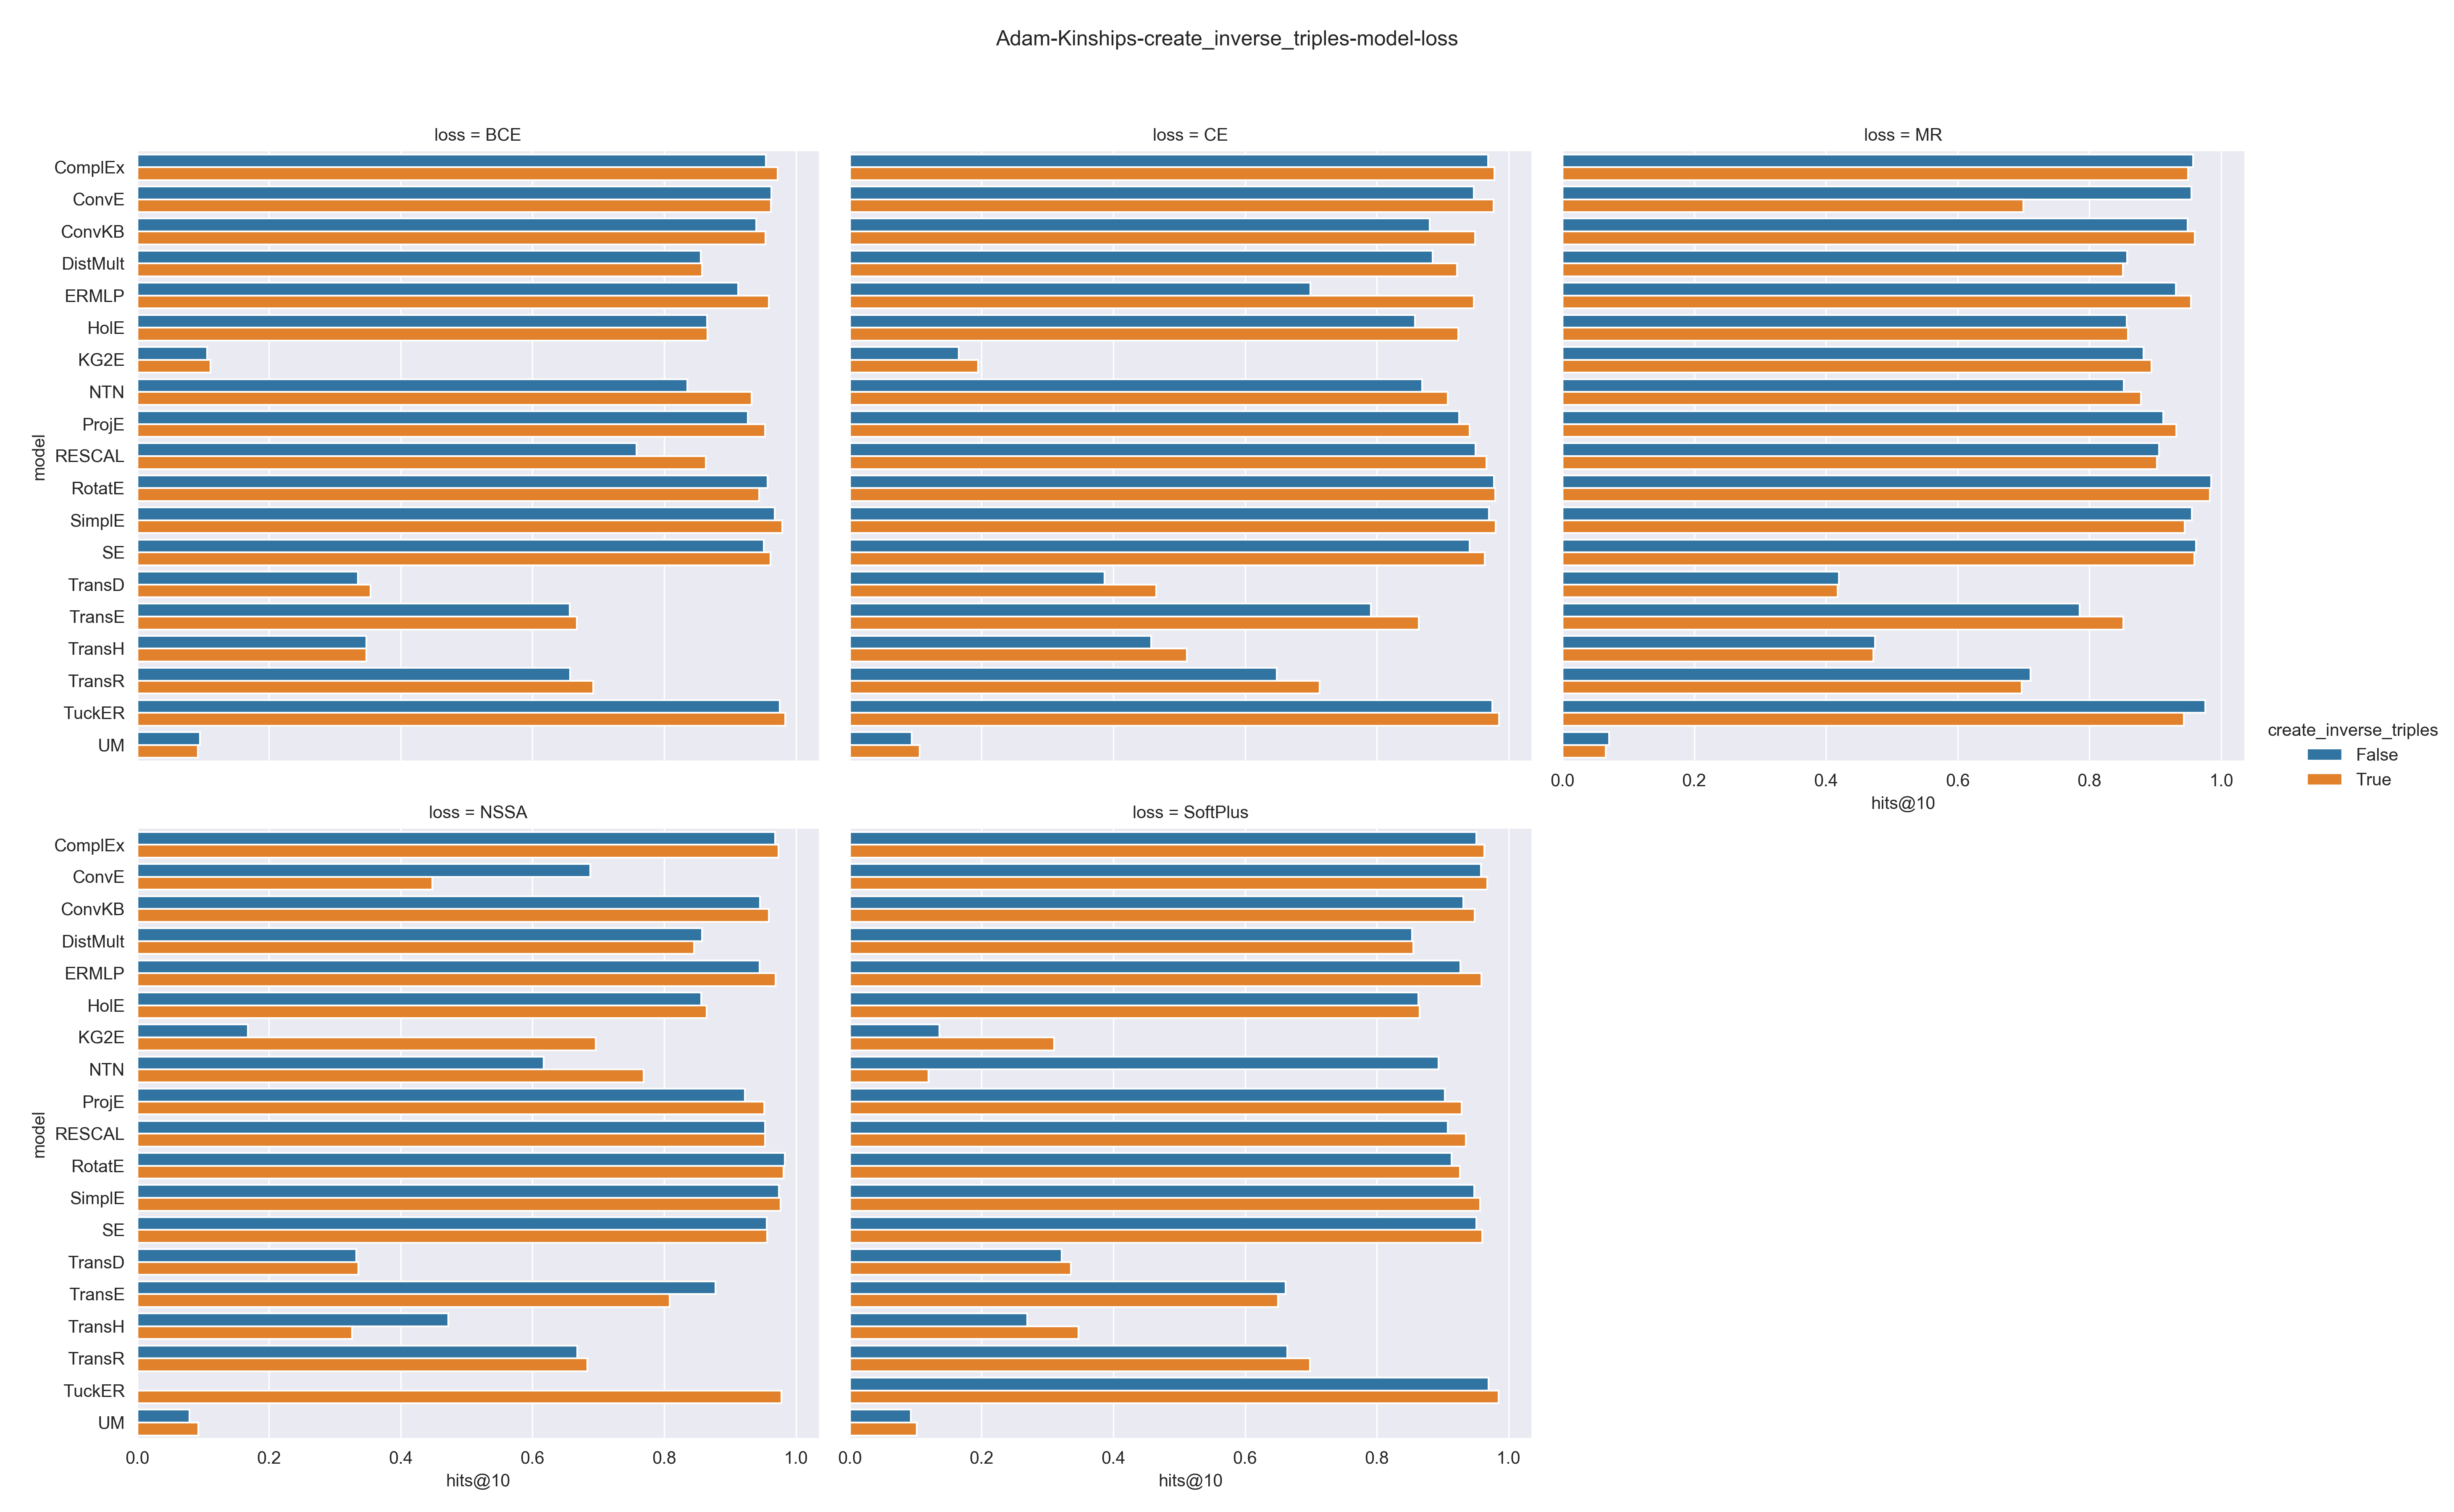 Adam-Kinships-create_inverse_triples-model-loss
loss = BCE
loss = CE
loss = MR
model
ComplEx
ConvE
ConvKB
DistMult
ERMLP
HolE
KG2E
NTN
ProjE
RESCAL
RotatE
SimplE
SE
TransD
TransE
TransH
TransR
TuckER
UM
0.0 0.2 0.4 0.6 0.8 1.0
hits@10
create_inverse_triples
False
True
loss = NSSA
loss = SoftPlus
model
ComplEx
ConvE
ConvKB
DistMult
ERMLP
HolE
KG2E
NTN
ProjE
RESCAL
RotatE
SimplE
SE
TransD
TransE
TransH
TransR
TuckER
UM
0.0 0.2 0.4 0.6 0.8 1.0
hits@10
0.0 0.2 0.4 0.6 0.8 1.0
hits@10